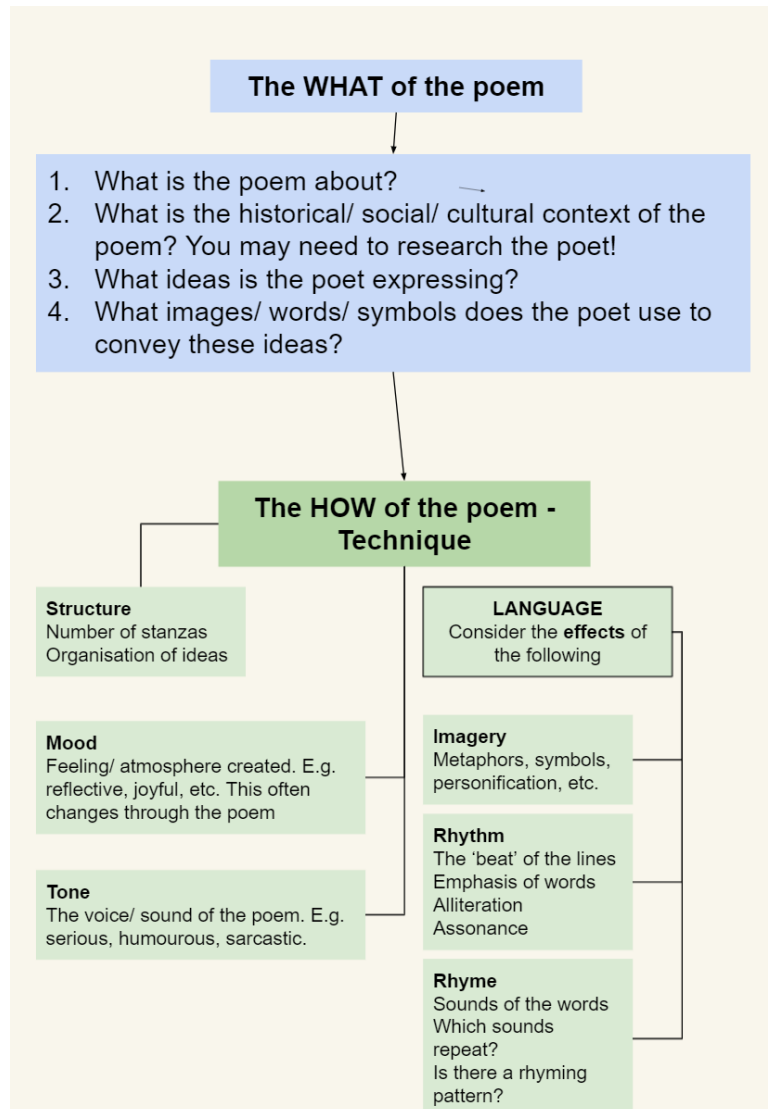 The WHAT of the poem
1. What is the poem about?
2. What is the historical/ social/ cultural context of the
poem? You may need to research the poet!
3. What ideas is the poet expressing?
4. What images/ words/ symbols does the poet use to
convey these ideas?
The HOW of the poem -
Technique
Structure
Number of stanzas
Organisation of ideas
Mood
Feeling/ atmosphere created. E.g.
reflective, joyful, etc. This often
changes through the poem
Tone
The voice/ sound of the poem. E.g.
serious, humourous, sarcastic.
LANGUAGE
Consider the effects of
the following
Imagery
Metaphors, symbols,
personification, etc.
Rhythm
The ‘beat’ of the lines
Emphasis of words
Alliteration
Assonance
Rhyme
Sounds of the words
Which sounds
repeat?
Is there a rhyming
pattern?